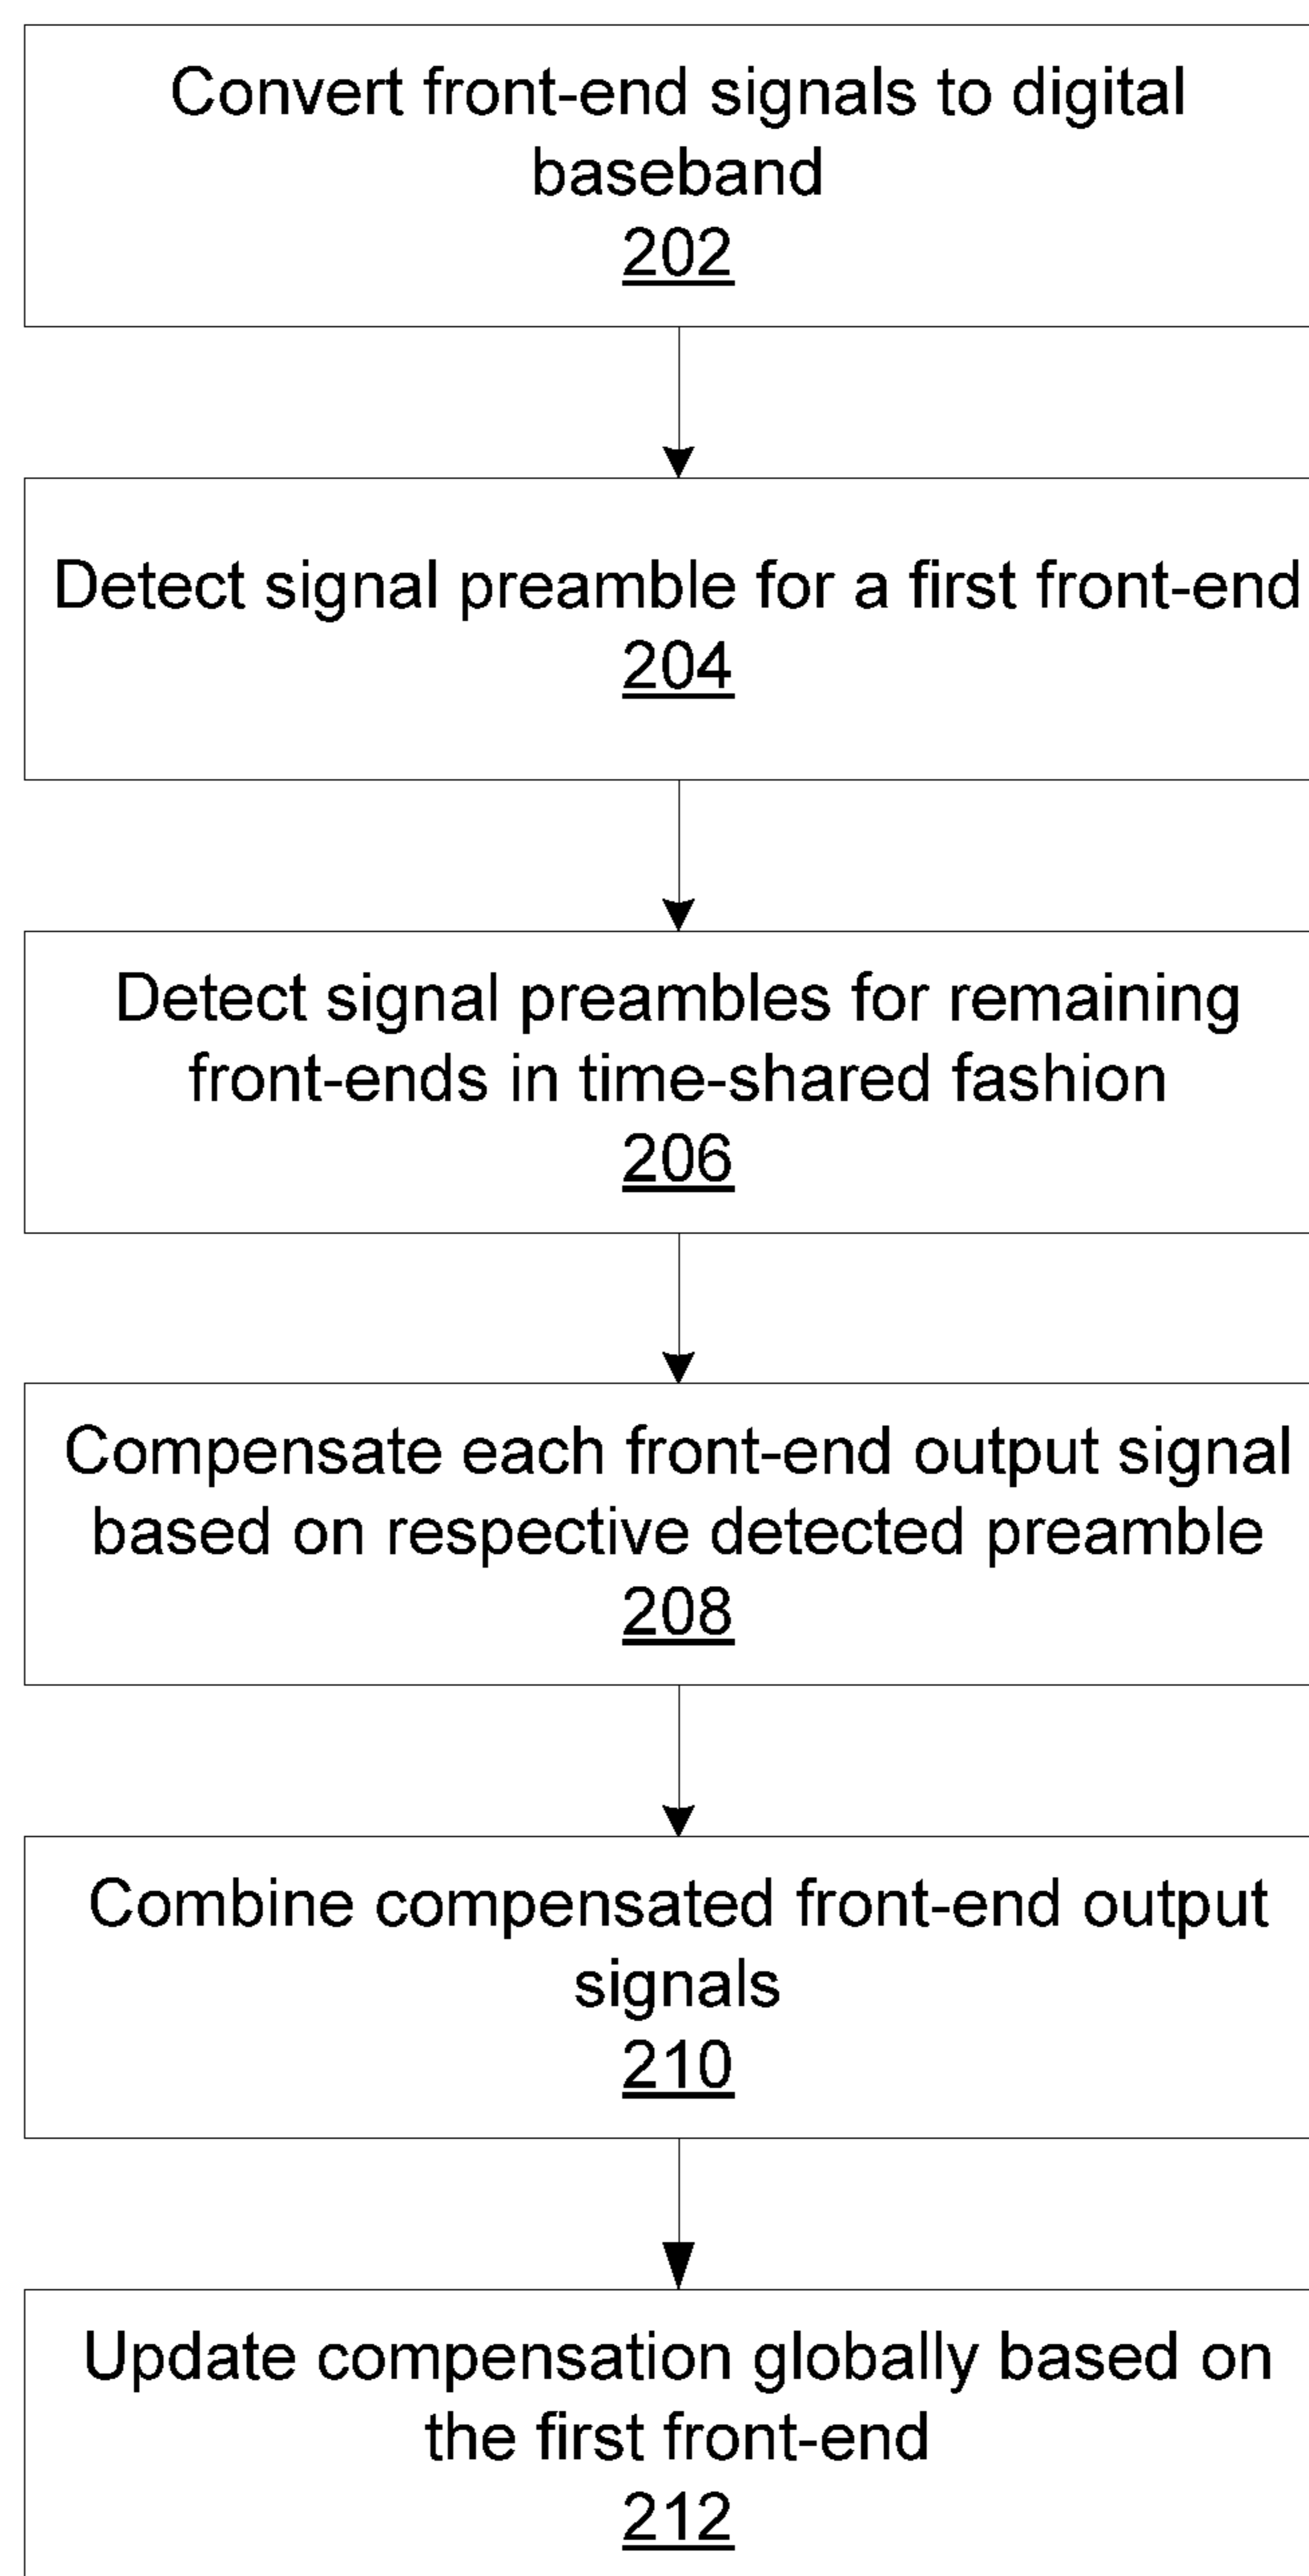 Convert front-end signals to digital
baseband
202
Detect signal preamble for a first front-end
204
Detect signal preambles for remaining
front-ends in time-shared fashion
206
Compensate each front-end output signal
based on respective detected preamble
208
Combine compensated front-end output
signals
210
Update compensation globally based on
the first front-end
212